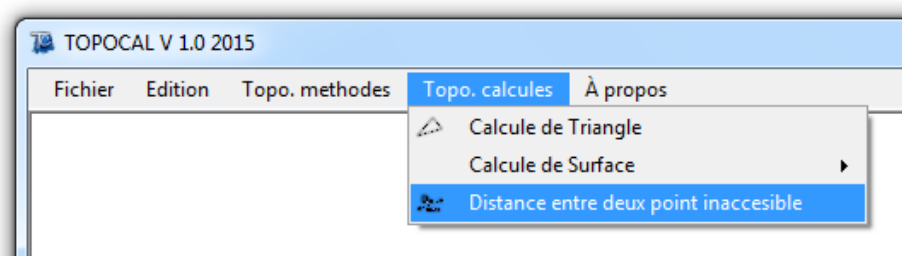 TOPOCAL V 1.0 2015
Fichier Edition Topo. methodes Topo. calcules À propos
Calcule de Triangle
Calcule de Surface
Distance entre deux point inaccesible